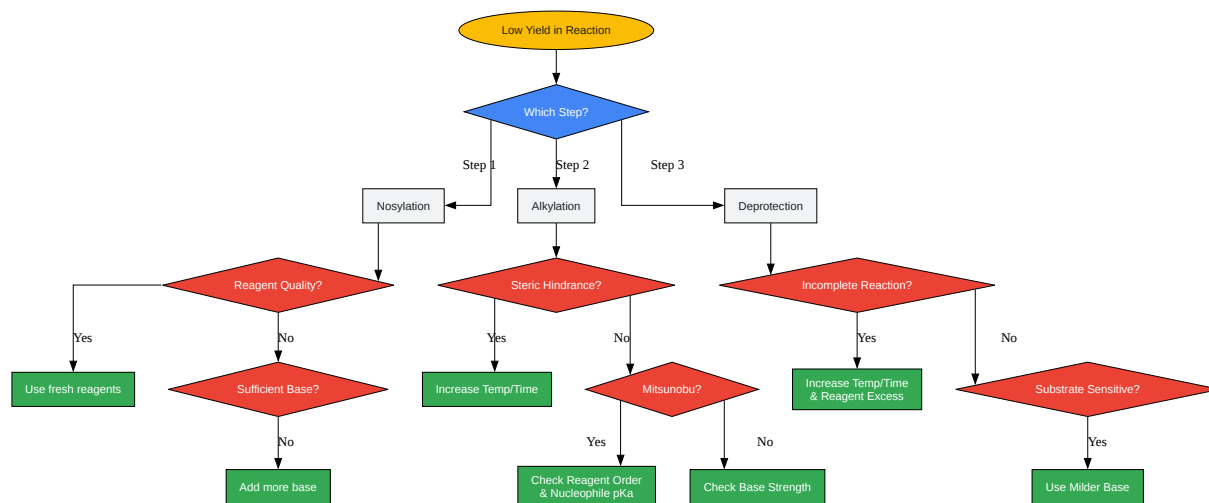 Low Yield in Reaction
Which Step?
Step 1
Step 2
Step 3
Nosylation
Alkylation
Deprotection
Reagent Quality?
Steric Hindrance?
Incomplete Reaction?
Yes
No
Yes
No
Yes
No
Use fresh reagents
Sufficient Base?
Increase Temp/Time
Mitsunobu?
Increase Temp/Time
& Reagent Excess
Substrate Sensitive?
No
Yes
No
Yes
Add more base
Check Reagent Order
& Nucleophile pKa
Check Base Strength
Use Milder Base